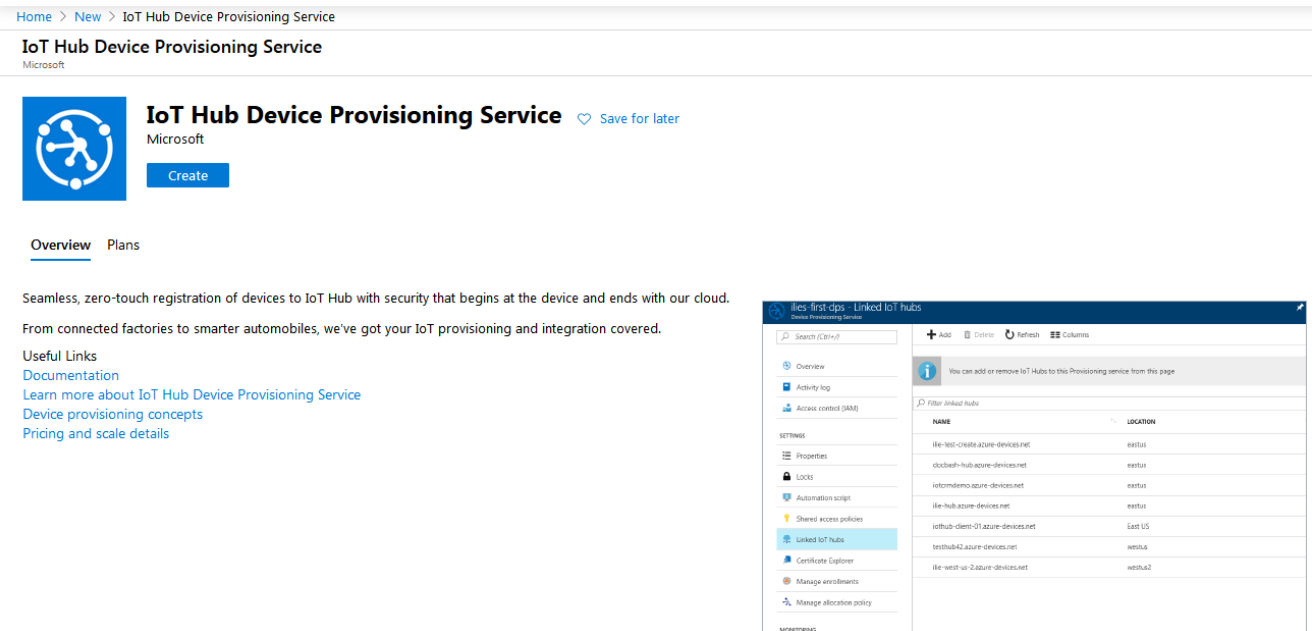 Home > New > IoT Hub Device Provisioning Service
IoT Hub Device Provisioning Service
Microsoft
IoT Hub Device Provisioning Service
Save for later
Microsoft
Create
Overview Plans
Seamless, zero-touch registration of devices to IoT Hub with security that begins at the device and ends with our cloud.
From connected factories to smarter automobiles, we've got your IoT provisioning and integration covered.
Useful Links
Documentation
Learn more about IoT Hub Device Provisioning Service
Device provisioning concepts
Pricing and scale details
ilies-first-dps - Linked IoT hubs
Device Provisioning Service
Search (Ctrl+/)
Overview
Activity log
Access control (IAM)
SETTINGS
Properties
Locks
Automation script
Shared access policies
Linked IoT hubs
Certificate Explorer
Manage enrollments
Manage allocation policy
MONITORING
Add Delete Refresh Columns
You can add or remove IoT Hubs to this Provisioning service from this page
Filter linked hubs
NAME LOCATION
ilie-test-create.azure-devices.net eastus
docbash-hub.azure-devices.net eastus
iotcrmdemo.azure-devices.net eastus
ilie-hub.azure-devices.net eastus
iothub-client-01.azure-devices.net East US
testhub42.azure-devices.net westus
ilie-west-us-2.azure-devices.net westus2